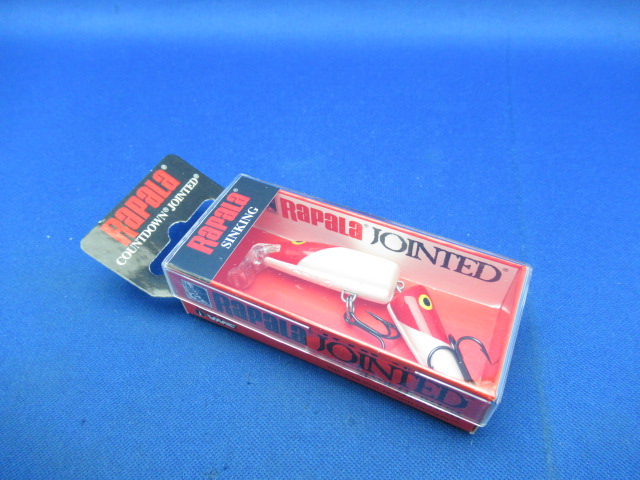 RAPALA®
COUNTDOWN® JOINTED®
RAPALA
SINKING
RAPALA® JOINTED®
RAPALA JOINTED